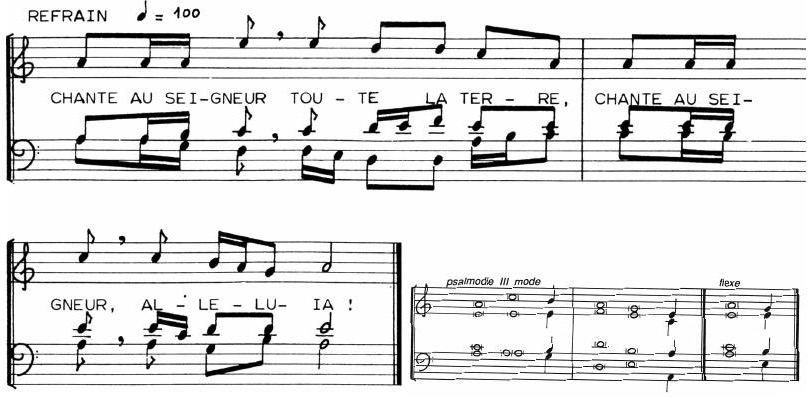 REFRAIN ♩ = 100
CHANTE AU SEI-GNEUR TOU - TE LA TER - RE, CHANTE AU SEI-
GNEUR, AL - LE - LU - IA !
psalmodie III mode flexe